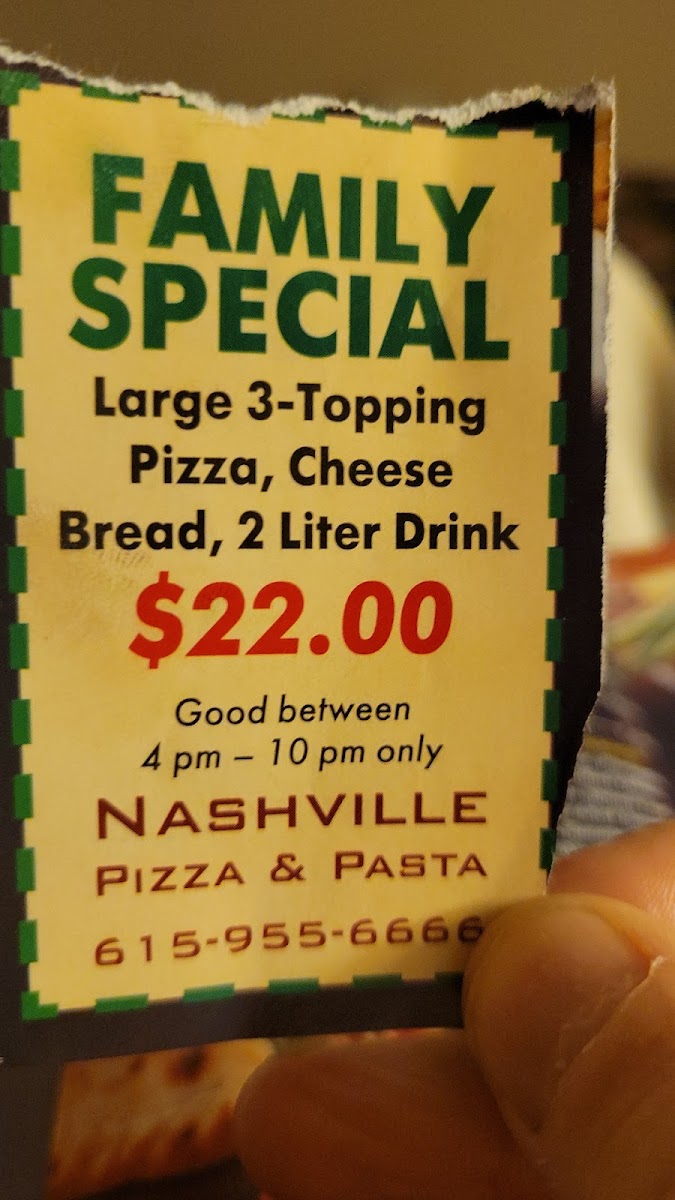 FAMILY
SPECIAL
Large 3-Topping
Pizza, Cheese
Bread, 2 Liter Drink
$22.00
Good between
4 pm – 10 pm only
NASHVILLE
PIZZA & PASTA
615-955-6666